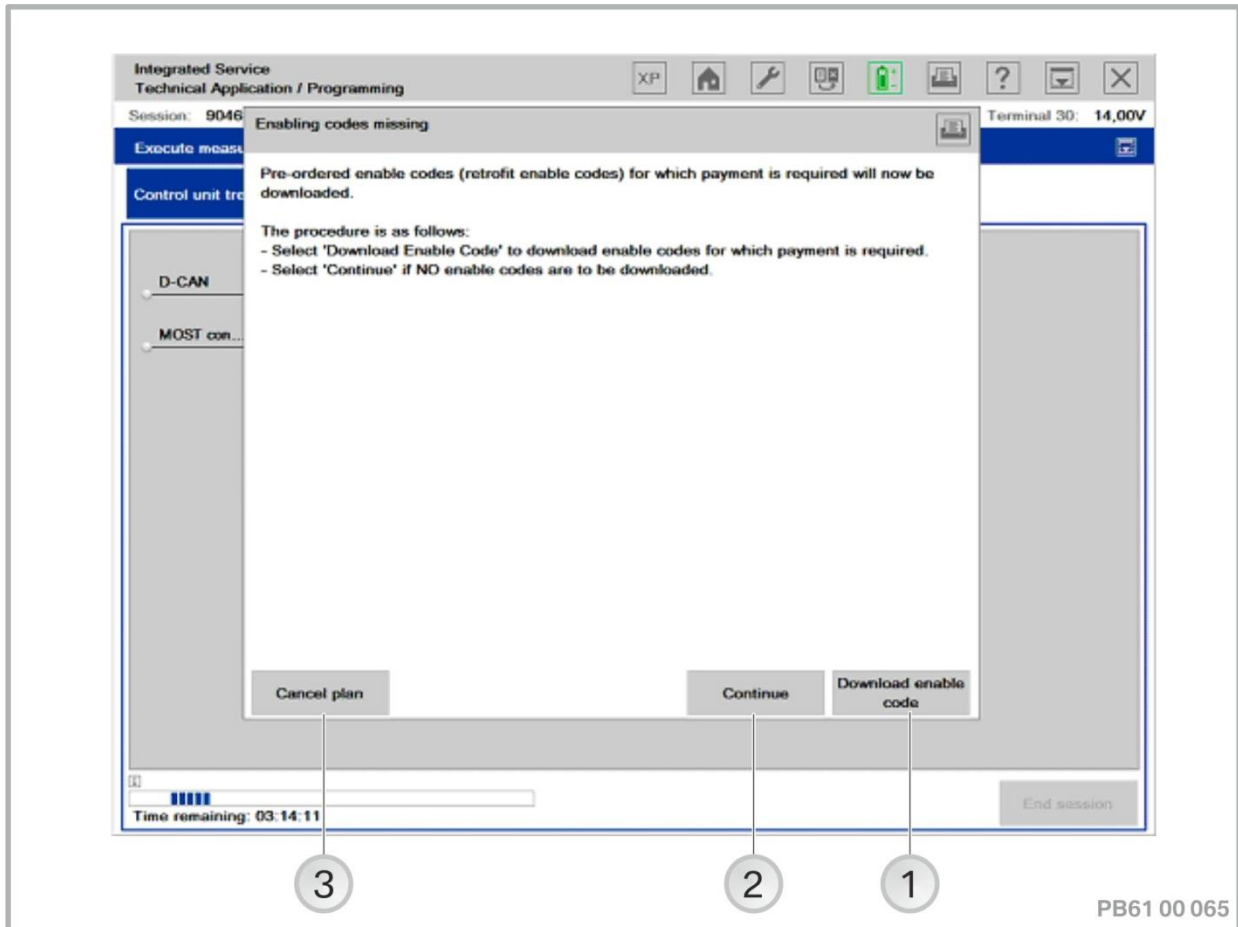 Integrated Service
Technical Application / Programming
XP
?
Session: 9046
Terminal 30: 14,00V
Enabling codes missing
Execute measu
Control unit tre
Pre-ordered enable codes (retrofit enable codes) for which payment is required will now be
downloaded.
The procedure is as follows:
- Select 'Download Enable Code' to download enable codes for which payment is required.
- Select 'Continue' if NO enable codes are to be downloaded.
D-CAN
MOST con...
Cancel plan
Continue
Download enable
code
Time remaining: 03:14:11
End session
3
2
1
PB61 00 065